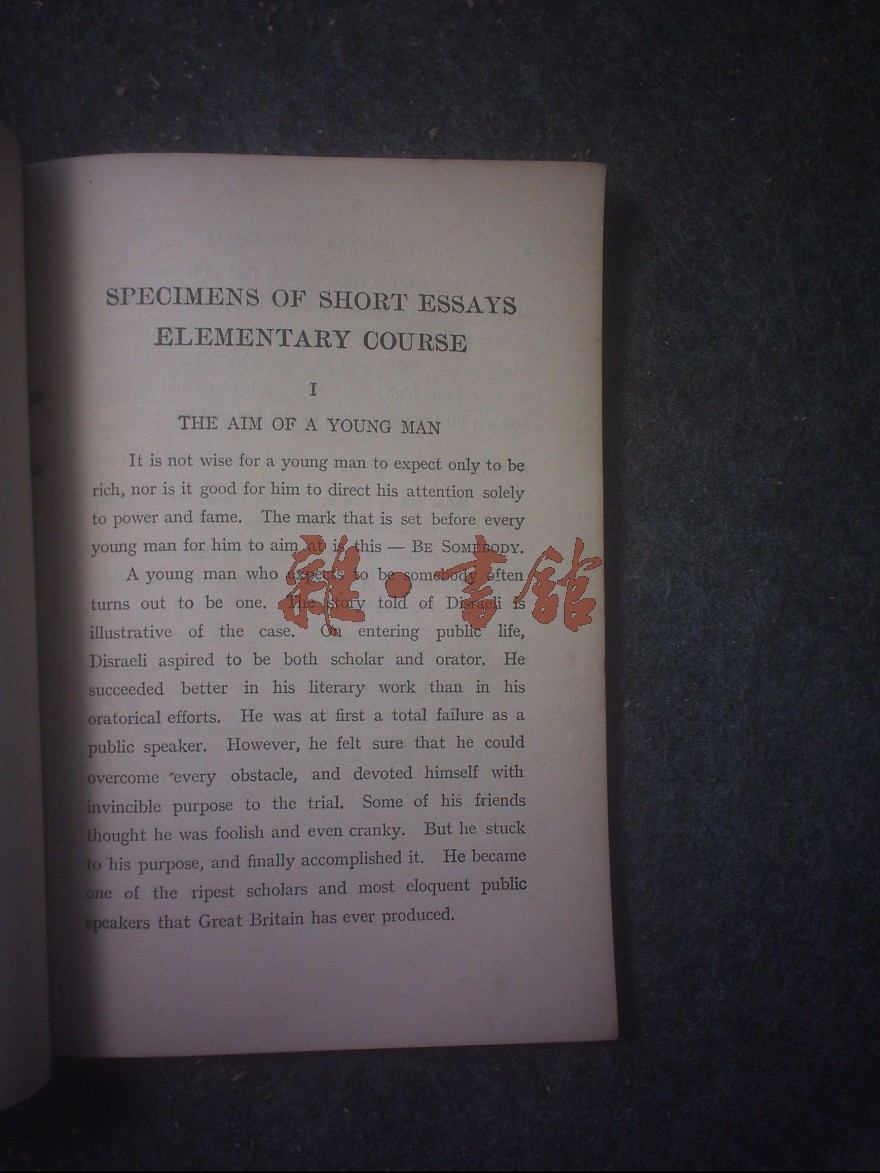 SPECIMENS OF SHORT ESSAYS
ELEMENTARY COURSE
I
THE AIM OF A YOUNG MAN
It is not wise for a young man to expect only to be
rich, nor is it good for him to direct his attention solely
to power and fame. The mark that is set before every
young man for him to aim at is this — BE SOMEBODY.
A young man who expects to be somebody often
turns out to be one. The story told of Disraeli is
illustrative of the case. On entering public life,
Disraeli aspired to be both scholar and orator. He
succeeded better in his literary work than in his
oratorical efforts. He was at first a total failure as a
public speaker. However, he felt sure that he could
overcome every obstacle, and devoted himself with
invincible purpose to the trial. Some of his friends
thought he was foolish and even cranky. But he stuck
to his purpose, and finally accomplished it. He became
one of the ripest scholars and most eloquent public
speakers that Great Britain has ever produced.
雜·書館